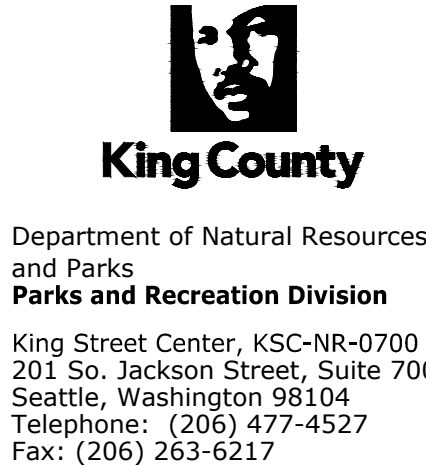 King County
Department of Natural Resources
and Parks
Parks and Recreation Division
King Street Center, KSC-NR-0700
201 So. Jackson Street, Suite 700
Seattle, Washington 98104
Telephone:  (206) 477-4527
Fax: (206) 263-6217